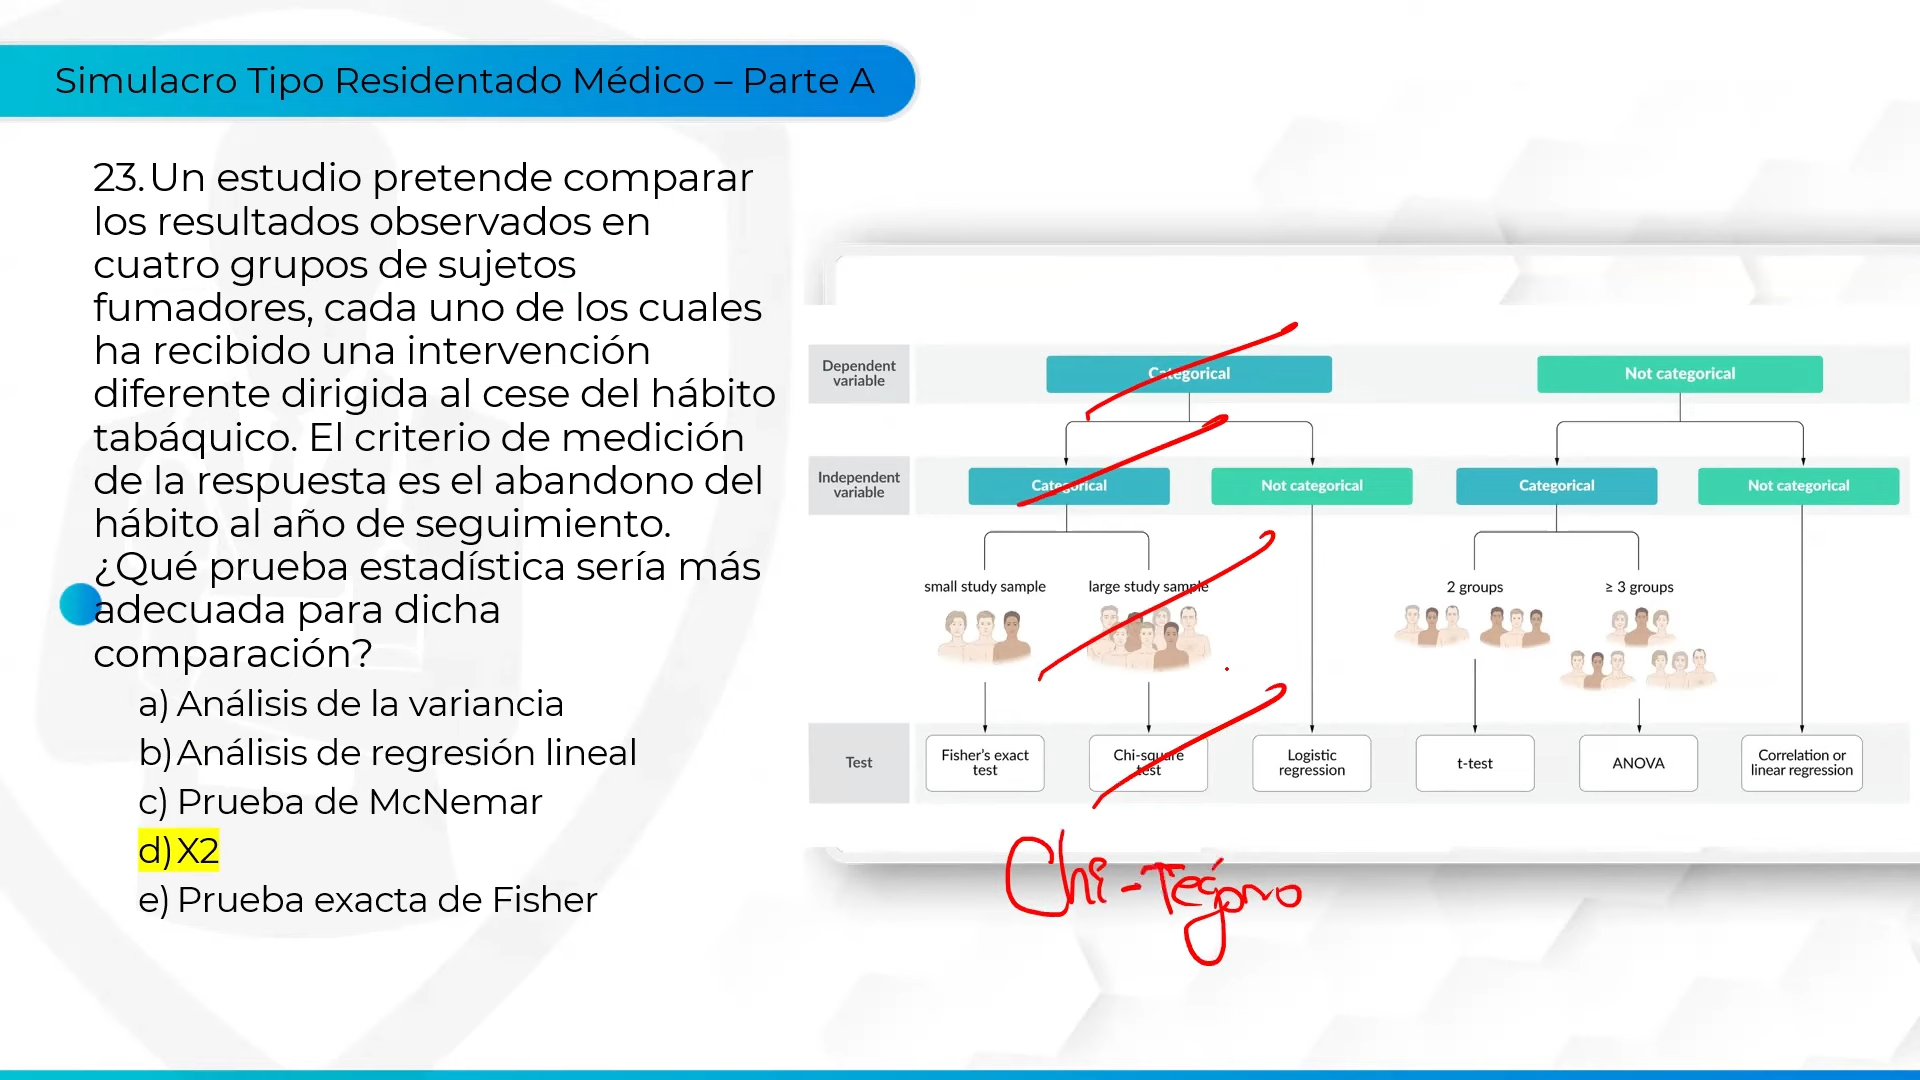 Simulacro Tipo Residentado Médico – Parte A
23. Un estudio pretende comparar
los resultados observados en
cuatro grupos de sujetos
fumadores, cada uno de los cuales
ha recibido una intervención
diferente dirigida al cese del hábito
tabáquico. El criterio de medición
de la respuesta es el abandono del
hábito al año de seguimiento.
¿Qué prueba estadística sería más
adecuada para dicha
comparación?
a) Análisis de la variancia
b) Análisis de regresión lineal
c) Prueba de McNemar
d) X2
e) Prueba exacta de Fisher
Dependent
variable
Categorical
Not categorical
Independent
variable
Categorical
Not categorical
Categorical
Not categorical
small study sample
large study sample
2 groups
≥ 3 groups
Test
Fisher's exact
test
Chi-square
test
Logistic
regression
t-test
ANOVA
Correlation or
linear regression
Chi -